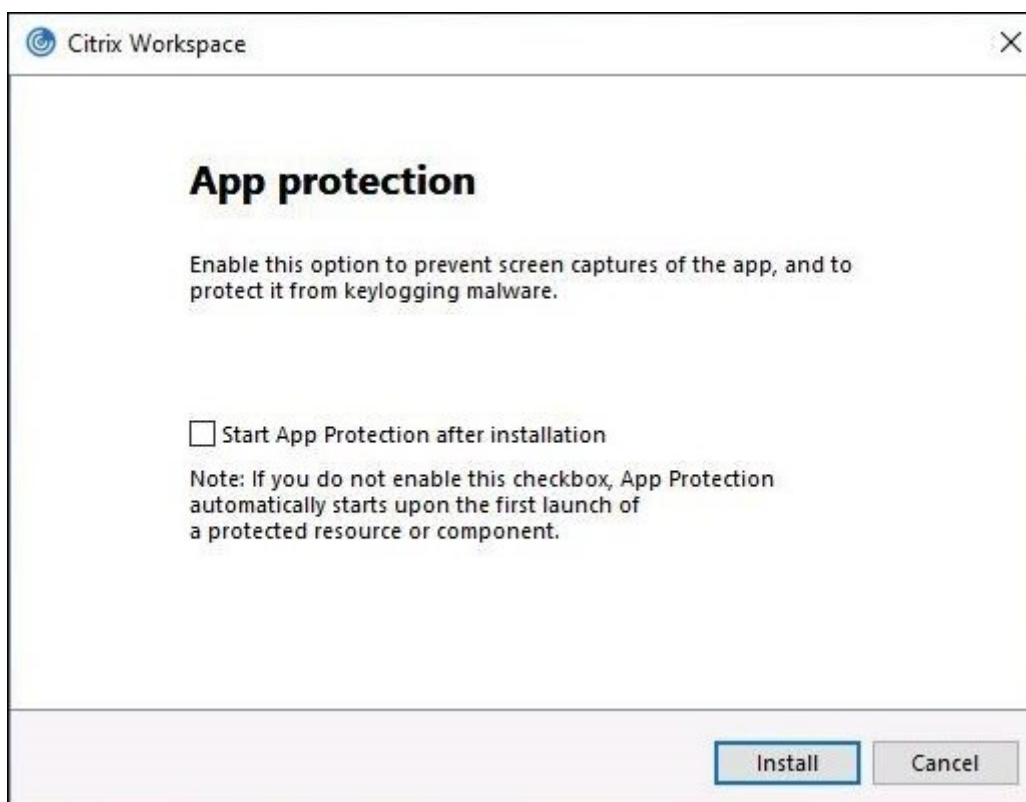 Citrix Workspace
App protection
Enable this option to prevent screen captures of the app, and to
protect it from keylogging malware.
Start App Protection after installation
Note: If you do not enable this checkbox, App Protection
automatically starts upon the first launch of
a protected resource or component.
Install
Cancel